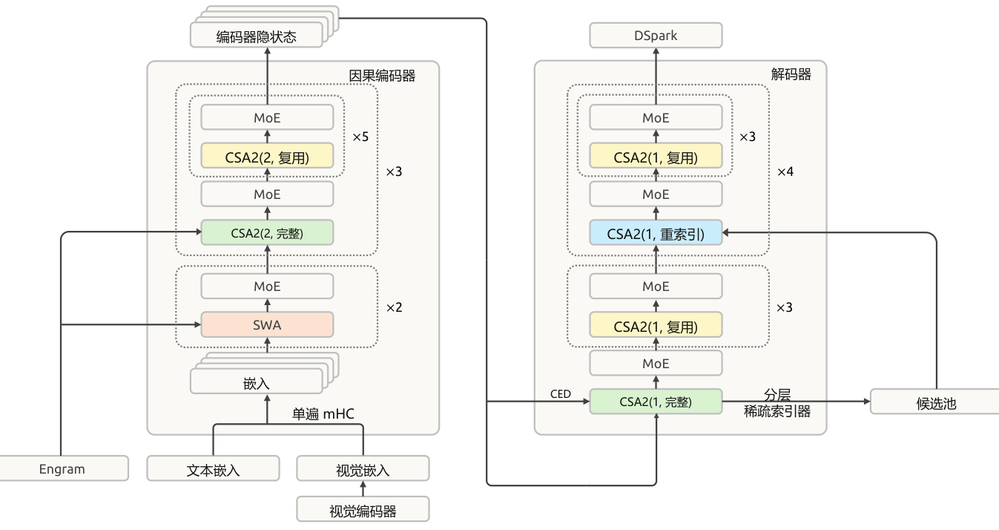 编码器隐状态
因果编码器
MoE
×5
CSA2(2, 复用)
×3
MoE
CSA2(2, 完整)
MoE
×2
SWA
嵌入
单遍 mHC
Engram
文本嵌入
视觉嵌入
视觉编码器
DSpark
解码器
MoE
×3
CSA2(1, 复用)
×4
MoE
CSA2(1, 重索引)
MoE
×3
CSA2(1, 复用)
MoE
CED
CSA2(1, 完整)
分层
稀疏索引器
候选池